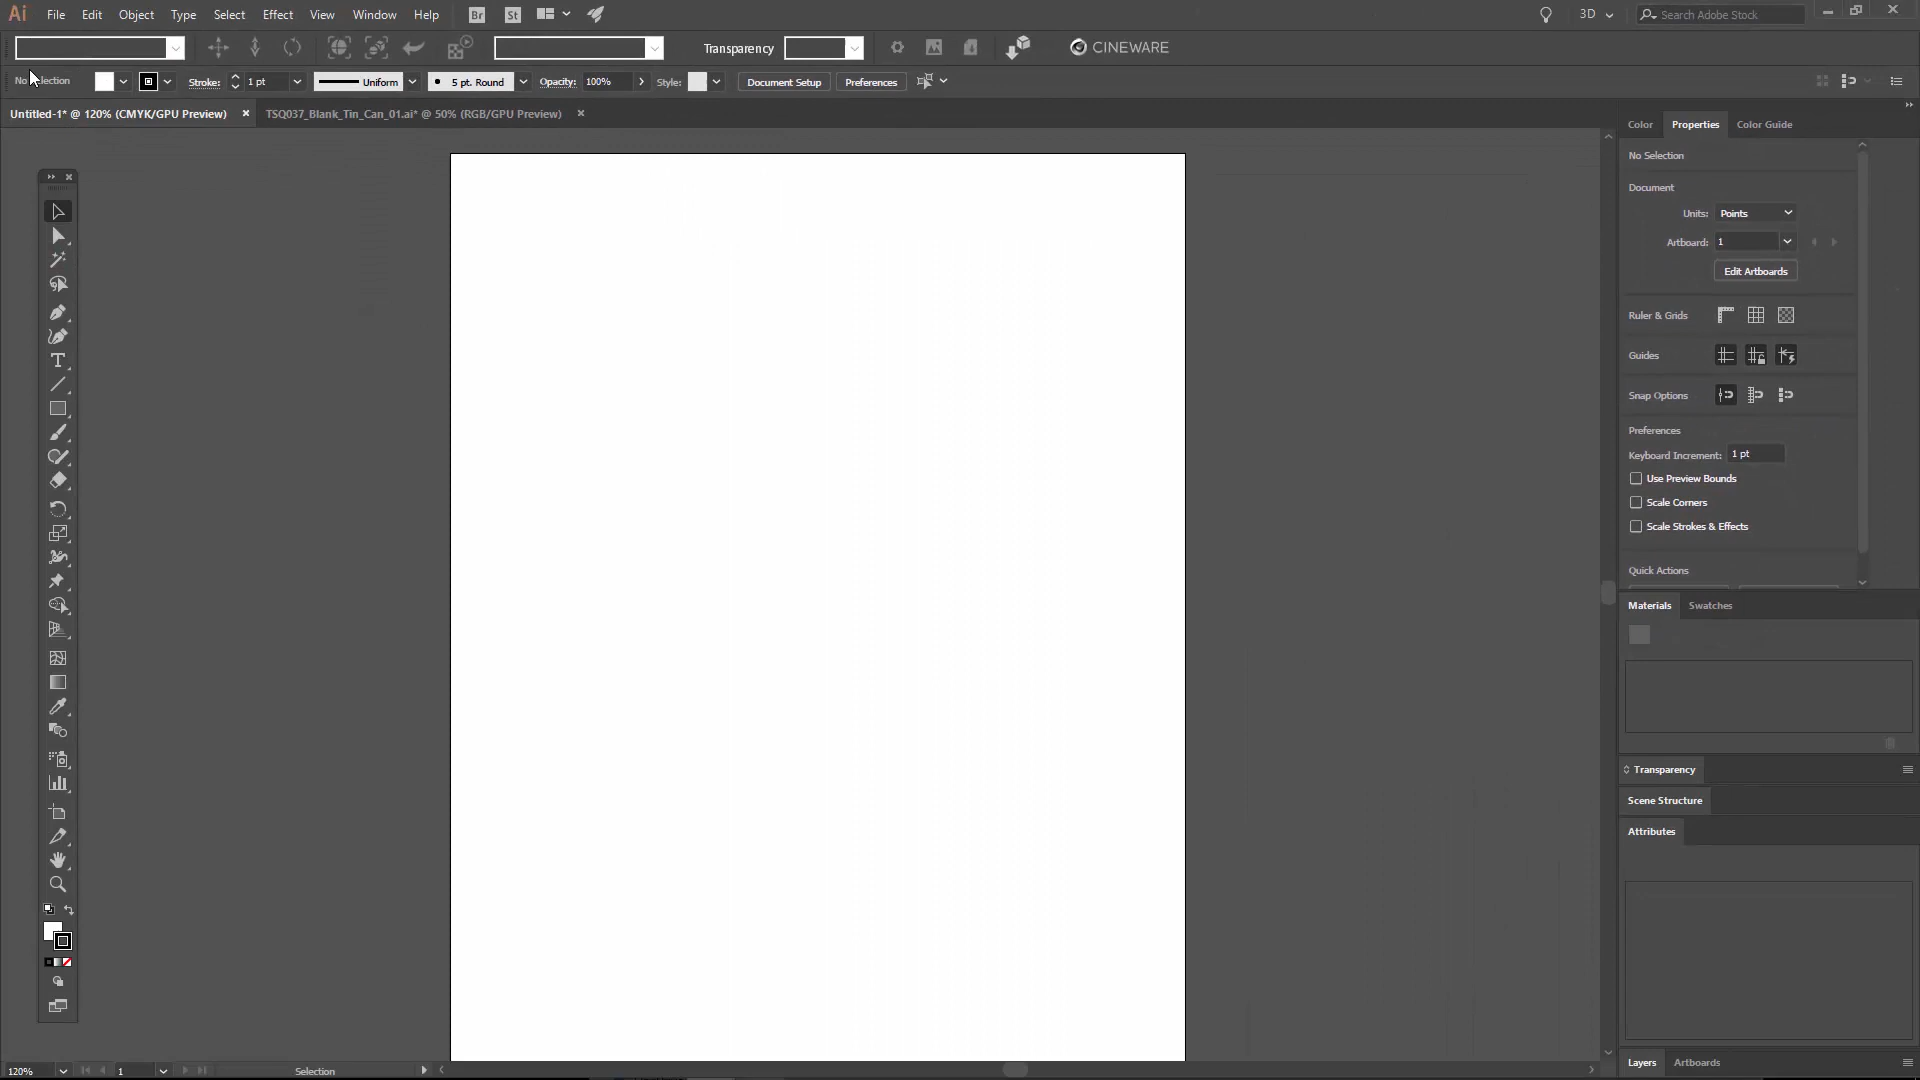 Ai File Edit Object Type Select Effect View Window Help Br St 3D Search Adobe Stock
Transparency CINEWARE
No Selection Stroke: 1 pt Uniform 5 pt. Round Opacity: 100% Style: Document Setup Preferences
Untitled-1* @ 120% (CMYK/GPU Preview) TSQ037_Blank_Tin_Can_01.ai* @ 50% (RGB/GPU Preview)
Color Properties Color Guide
No Selection
Document
Units: Points
Artboard: 1
Edit Artboards
Ruler & Grids
Guides
Snap Options
Preferences
Keyboard Increment: 1 pt
Use Preview Bounds
Scale Corners
Scale Strokes & Effects
Quick Actions
Materials Swatches
Transparency
Scene Structure
Attributes
Layers Artboards
120% 1 Selection